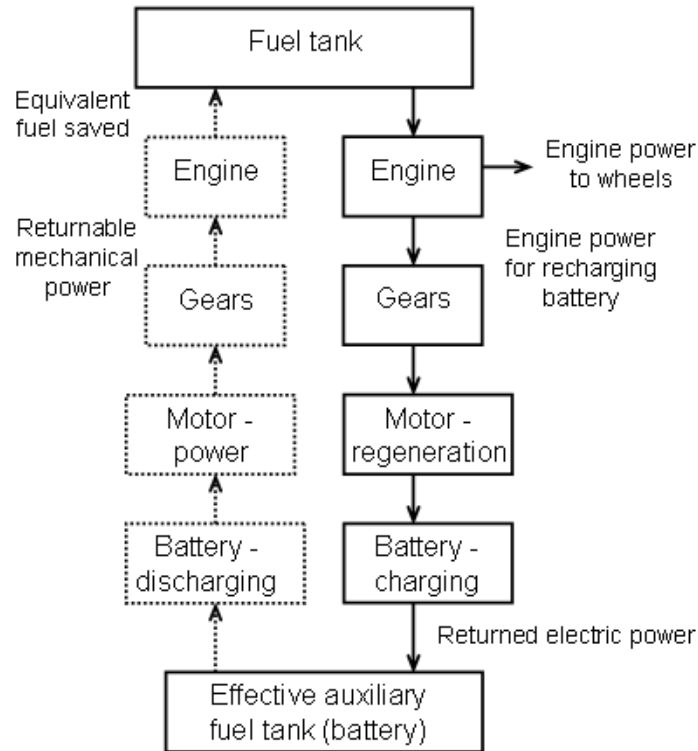 Fuel tank
Equivalent
fuel saved
Engine
Engine
Engine power
to wheels
Returnable
mechanical
power
Engine power
for recharging
battery
Gears
Gears
Motor -
power
Motor -
regeneration
Battery -
discharging
Battery -
charging
Returned electric power
Effective auxiliary
fuel tank (battery)